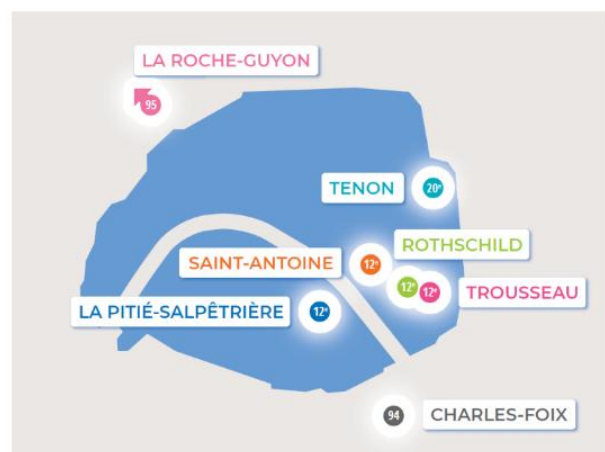 LA ROCHE-GUYON
95
TENON
20e
ROTHSCHILD
SAINT-ANTOINE
12e
12e
12e
TROUSSEAU
LA PITIÉ-SALPÊTRIÈRE
12e
94
CHARLES-FOIX